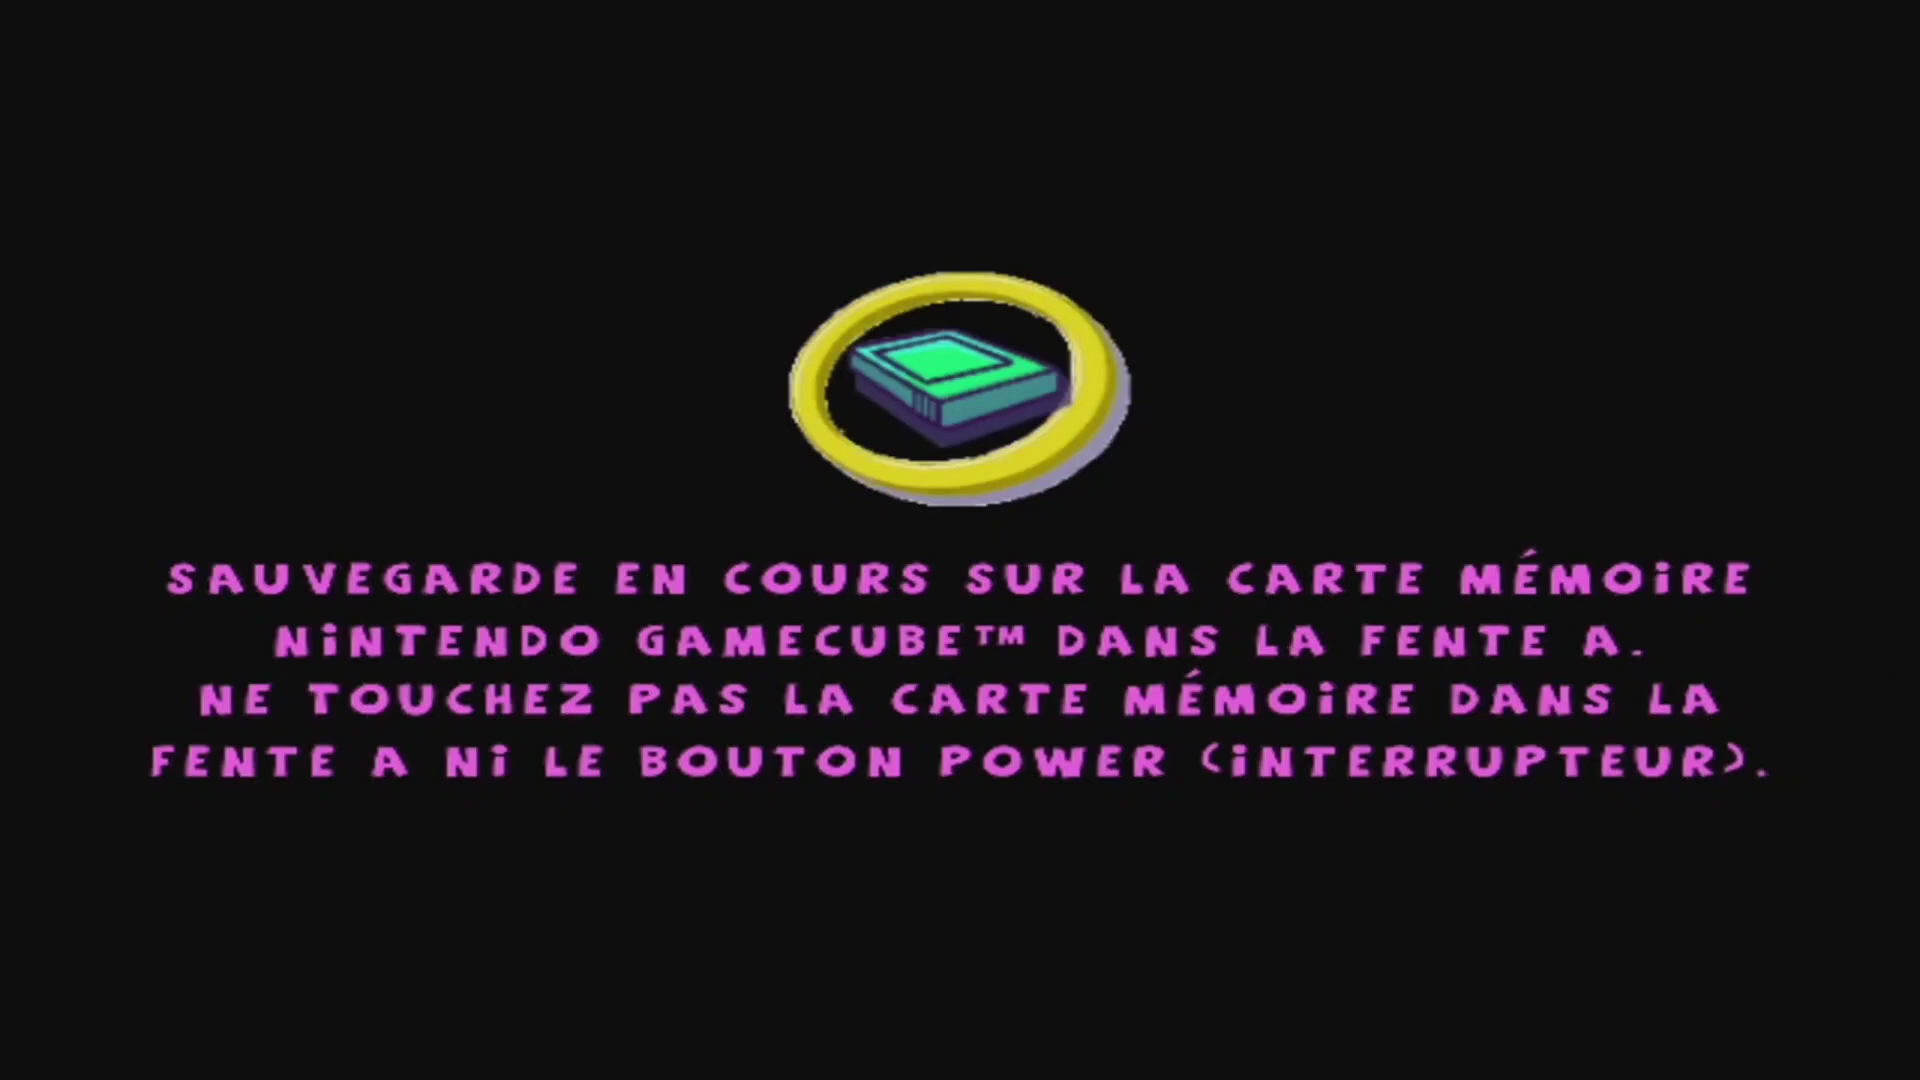 SAUVEGARDE EN COURS SUR LA CARTE MÉMOiRE
NiNTENDO GAMECUBE™ DANS LA FENTE A.
NE TOUCHEZ PAS LA CARTE MÉMOiRE DANS LA
FENTE A Ni LE BOUTON POWER (iNTERRUPTEUR).